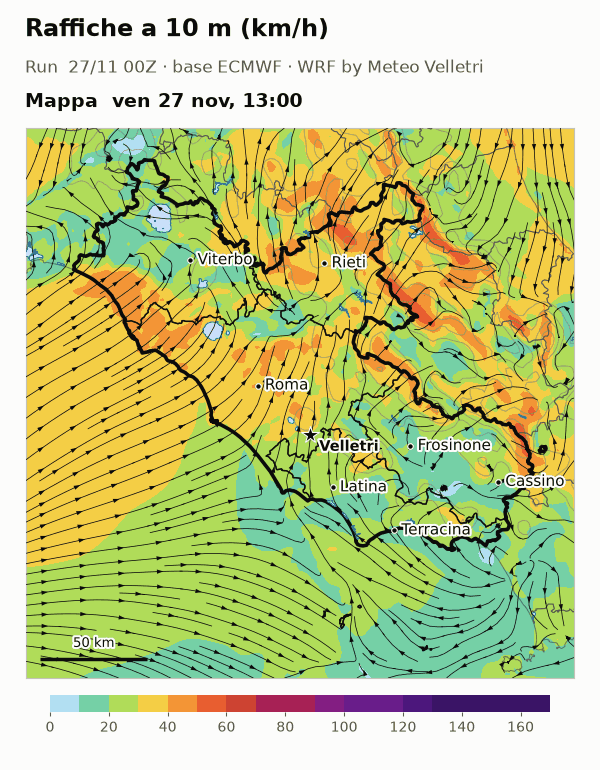 Raffiche a 10 m (km/h)
Run  27/11 00Z · base ECMWF · WRF by Meteo Velletri
Mappa  ven 27 nov, 13:00
Viterbo
Rieti
Roma
Velletri
Frosinone
Cassino
Latina
Terracina
50 km
0 20 40 60 80 100 120 140 160